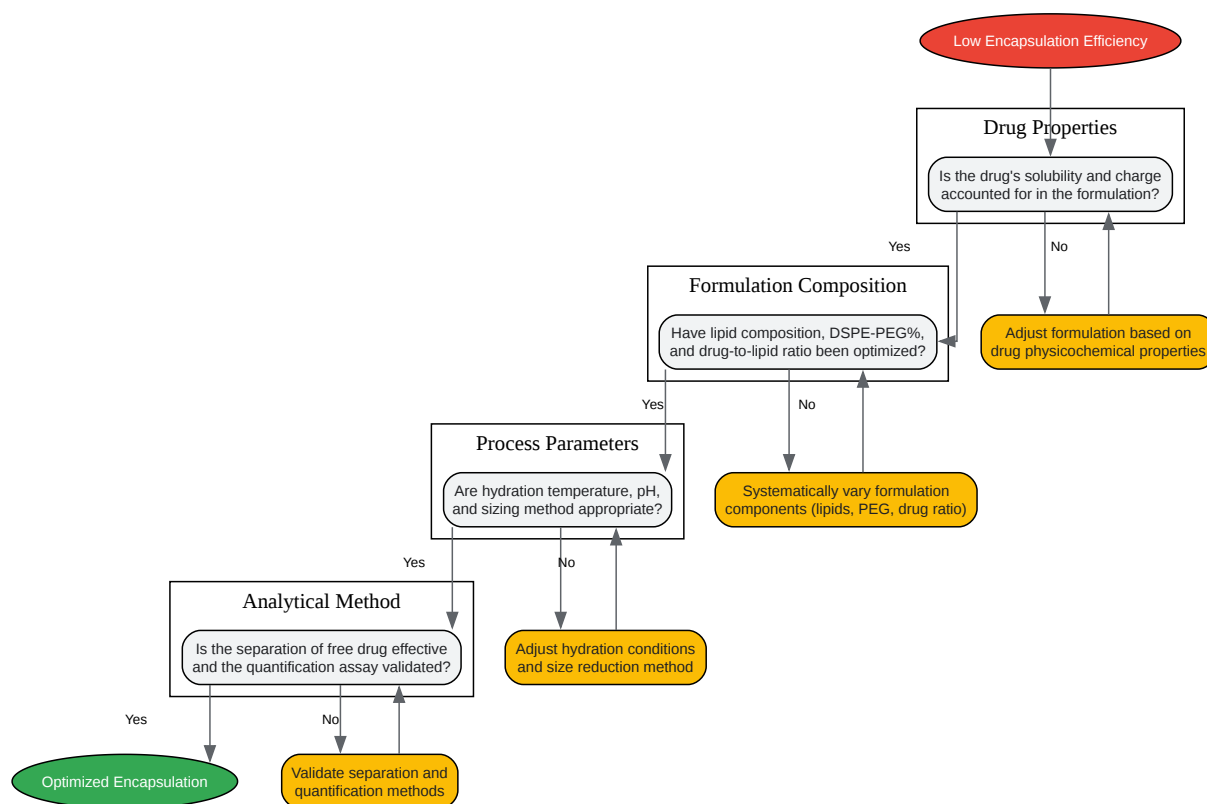 Low Encapsulation Efficiency
Drug Properties
Is the drug's solubility and charge
accounted for in the formulation?
Yes
No
Formulation Composition
Have lipid composition, DSPE-PEG%,
and drug-to-lipid ratio been optimized?
Adjust formulation based on
drug physicochemical properties
Yes
No
Process Parameters
Are hydration temperature, pH,
and sizing method appropriate?
Systematically vary formulation
components (lipids, PEG, drug ratio)
Yes
No
Analytical Method
Is the separation of free drug effective
and the quantification assay validated?
Adjust hydration conditions
and size reduction method
Yes
No
Optimized Encapsulation
Validate separation and
quantification methods